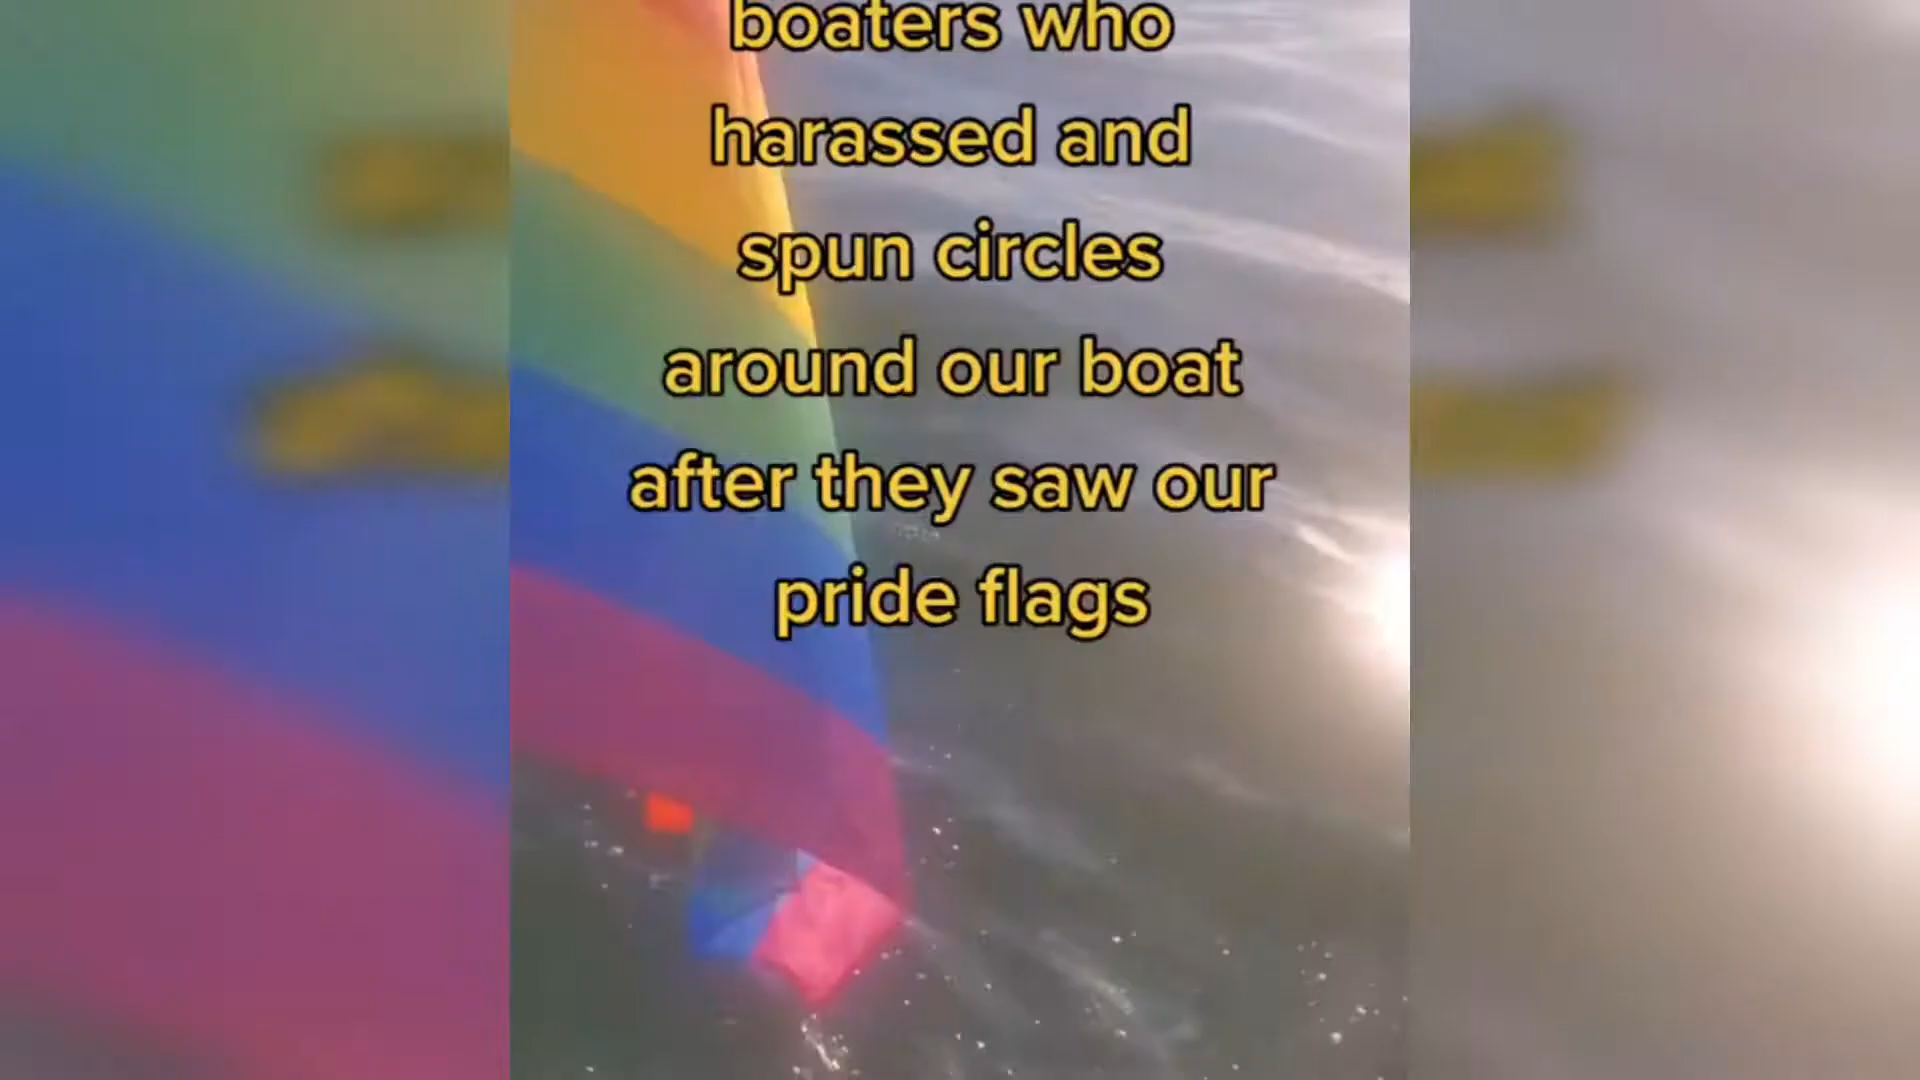 boaters who
harassed and
spun circles
around our boat
after they saw our
pride flags